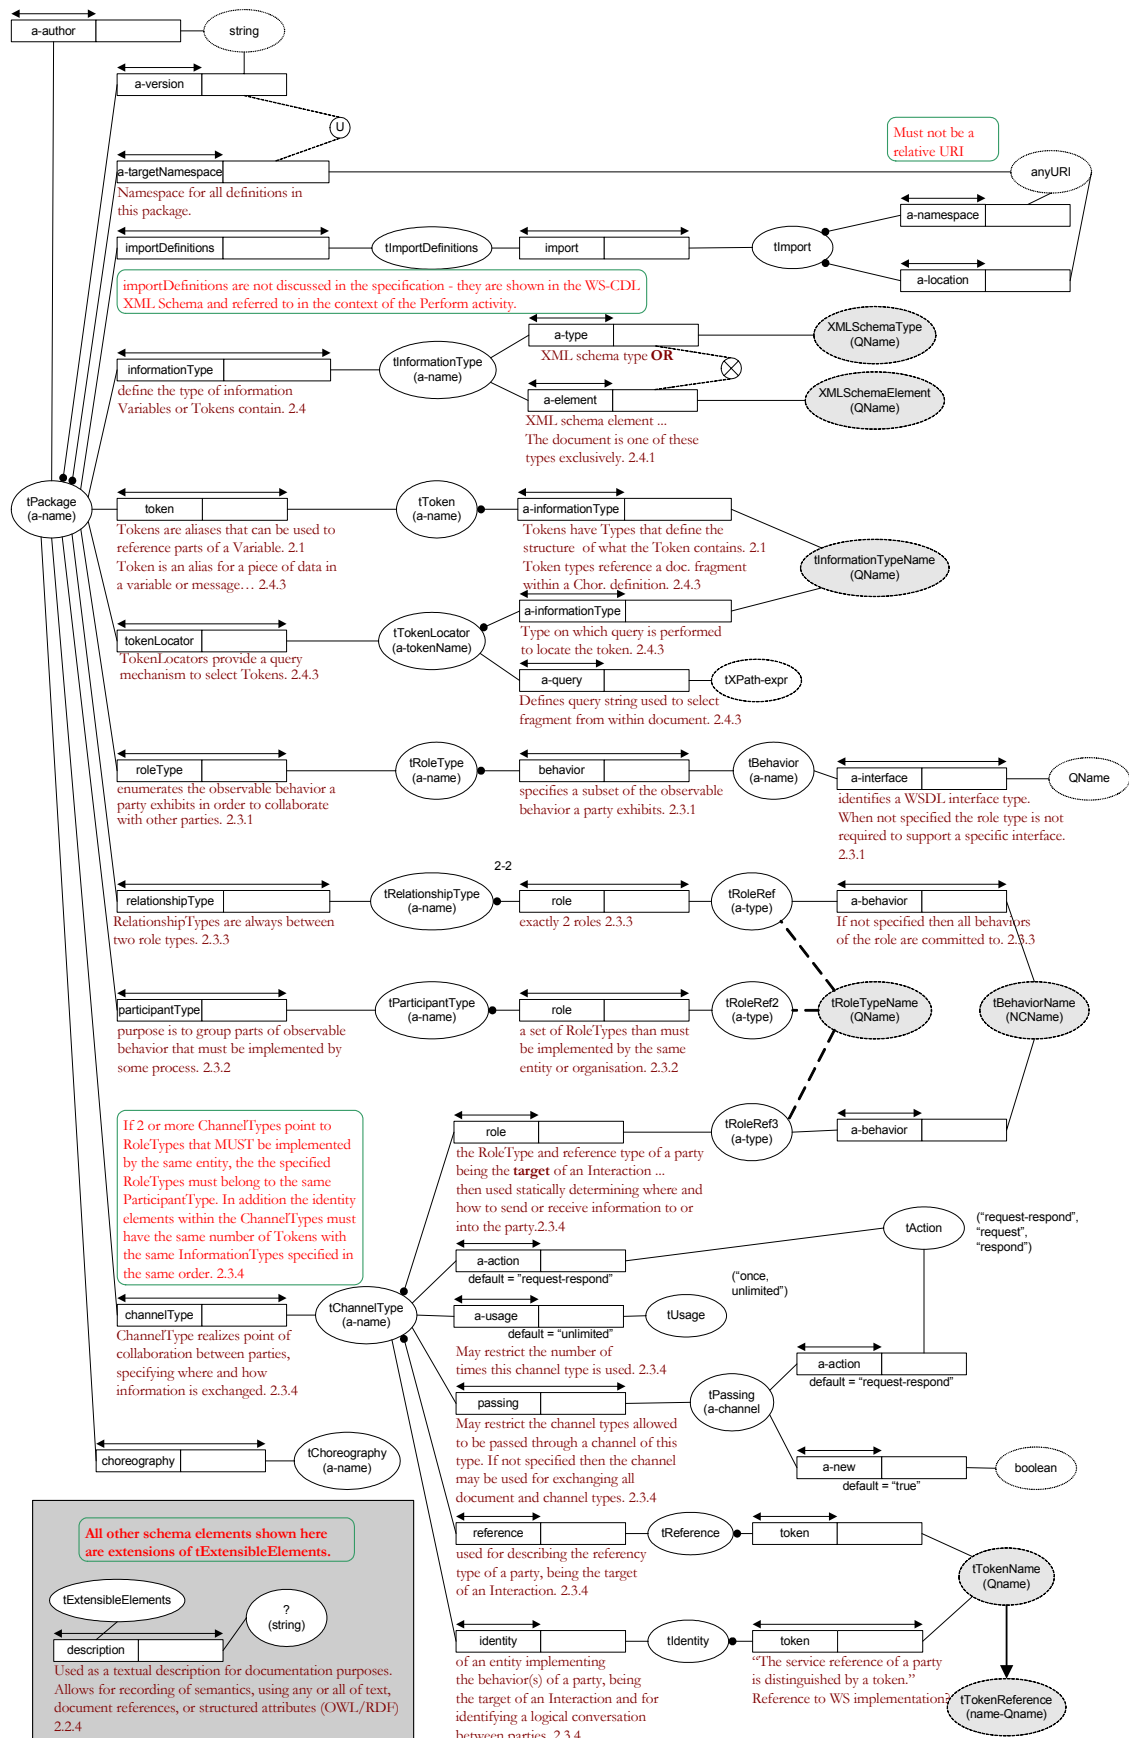 a-author
string
a-version
U
Must not be a
relative URI
a-targetNamespace
anyURI
Namespace for all definitions in
this package.
a-namespace
importDefinitions
tImportDefinitions
import
tImport
a-location
importDefinitions are not discussed in the specification - they are shown in the WS-CDL
XML Schema and referred to in the context of the Perform activity.
a-type
XMLSchemaType
(QName)
XML schema type OR
informationType
tInformationType
(a-name)
define the type of information
Variables or Tokens contain. 2.4
a-element
XMLSchemaElement
(QName)
XML schema element ...
The document is one of these
types exclusively. 2.4.1
tPackage
(a-name)
token
tToken
(a-name)
a-informationType
Tokens are aliases that can be used to
reference parts of a Variable. 2.1
Token is an alias for a piece of data in
a variable or message… 2.4.3
Tokens have Types that define the
structure of what the Token contains. 2.1
Token types reference a doc. fragment
within a Chor. definition. 2.4.3
tInformationTypeName
(QName)
a-informationType
tokenLocator
tTokenLocator
(a-tokenName)
Type on which query is performed
to locate the token. 2.4.3
TokenLocators provide a query
mechanism to select Tokens. 2.4.3
a-query
tXPath-expr
Defines query string used to select
fragment from within document. 2.4.3
roleType
tRoleType
(a-name)
behavior
tBehavior
(a-name)
a-interface
QName
enumerates the observable behavior a
party exhibits in order to collaborate
with other parties. 2.3.1
specifies a subset of the observable
behavior a party exhibits. 2.3.1
identifies a WSDL interface type.
When not specified the role type is not
required to support a specific interface.
2.3.1
2-2
relationshipType
tRelationshipType
(a-name)
role
tRoleRef
(a-type)
a-behavior
RelationshipTypes are always between
two role types. 2.3.3
exactly 2 roles 2.3.3
If not specified then all behaviors
of the role are committed to. 2.3.3
participantType
tParticipantType
(a-name)
role
tRoleRef2
(a-type)
tRoleTypeName
(QName)
tBehaviorName
(NCName)
purpose is to group parts of observable
behavior that must be implemented by
some process. 2.3.2
a set of RoleTypes than must
be implemented by the same
entity or organisation. 2.3.2
If 2 or more ChannelTypes point to
RoleTypes that MUST be implemented
by the same entity, the the specified
RoleTypes must belong to the same
ParticipantType. In addition the identity
elements within the ChannelTypes must
have the same number of Tokens with
the same InformationTypes specified in
the same order. 2.3.4
role
tRoleRef3
(a-type)
a-behavior
the RoleType and reference type of a party
being the target of an Interaction ...
then used statically determining where and
how to send or receive information to or
into the party.2.3.4
tAction
("request-respond",
"request",
"respond")
a-action
default = "request-respond"
channelType
tChannelType
(a-name)
a-usage
tUsage
("once,
unlimited")
default = "unlimited"
ChannelType realizes point of
collaboration between parties,
specifying where and how
information is exchanged. 2.3.4
May restrict the number of
times this channel type is used. 2.3.4
a-action
default = "request-respond"
passing
tPassing
(a-channel
May restrict the channel types allowed
to be passed through a channel of this
type. If not specified then the channel
may be used for exchanging all
document and channel types. 2.3.4
choreography
tChoreography
(a-name)
a-new
boolean
default = "true"
All other schema elements shown here
are extensions of tExtensibleElements.
reference
tReference
token
used for describing the referency
type of a party, being the target
of an Interaction. 2.3.4
tTokenName
(Qname)
tExtensibleElements
?
(string)
description
identity
tIdentity
token
Used as a textual description for documentation purposes.
Allows for recording of semantics, using any or all of text,
document references, or structured attributes (OWL/RDF)
2.2.4
of an entity implementing
the behavior(s) of a party, being
the target of an Interaction and for
identifying a logical conversation
between parties. 2.3.4
"The service reference of a party
is distinguished by a token."
Reference to WS implementation?
tTokenReference
(name-Qname)